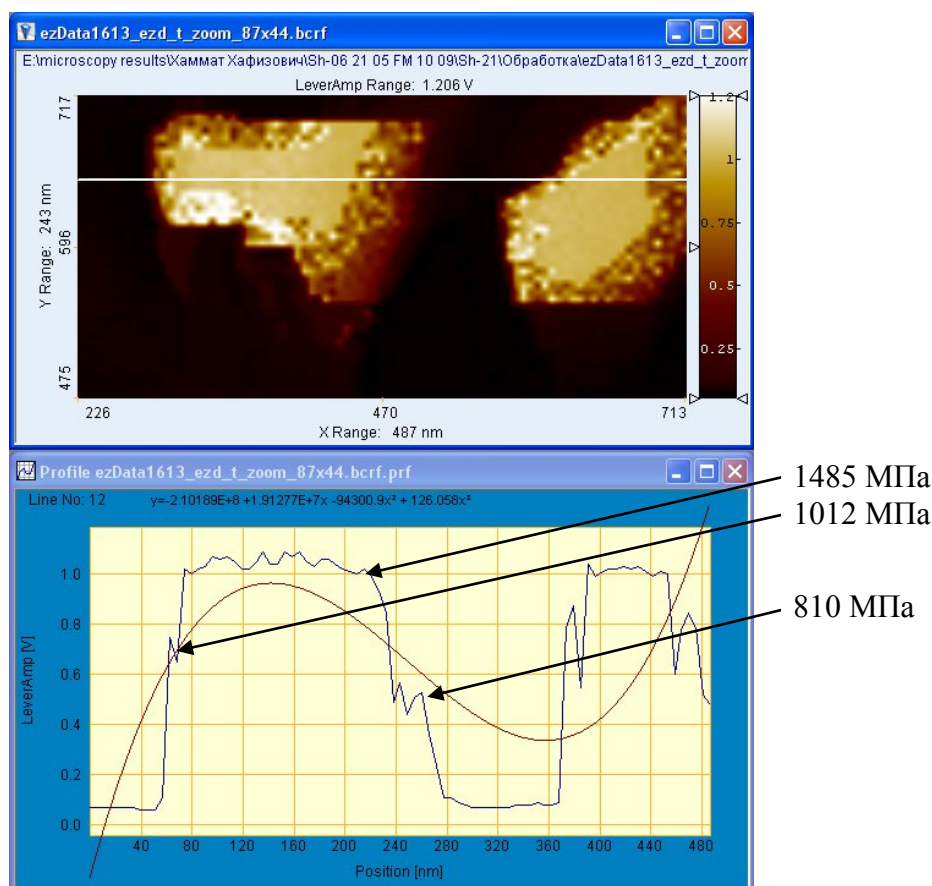 ezData1613_ezd_t_zoom_87x44.bcrf
E:\microscopy results\Хаммат Хафизович\Sh-06 21 05 FM 10 09\Sh-21\Обработка\ezData1613_ezd_t_zoom
LeverAmp Range: 1.206 V
717
596
475
Y Range: 243 nm
1.2
1
0.75
0.5
0.25
226
470
713
X Range: 487 nm
Profile ezData1613_ezd_t_zoom_87x44.bcrf.prf
Line No: 12 y=-2.10189E+8 +1.91277E+7x -94300.9x² + 126.058x³
1485 МПа
1012 МПа
810 МПа
LeverAmp [V]
1.0
0.8
0.6
0.4
0.2
0.0
40 80 120 160 200 240 280 320 360 400 440 480
Position [nm]